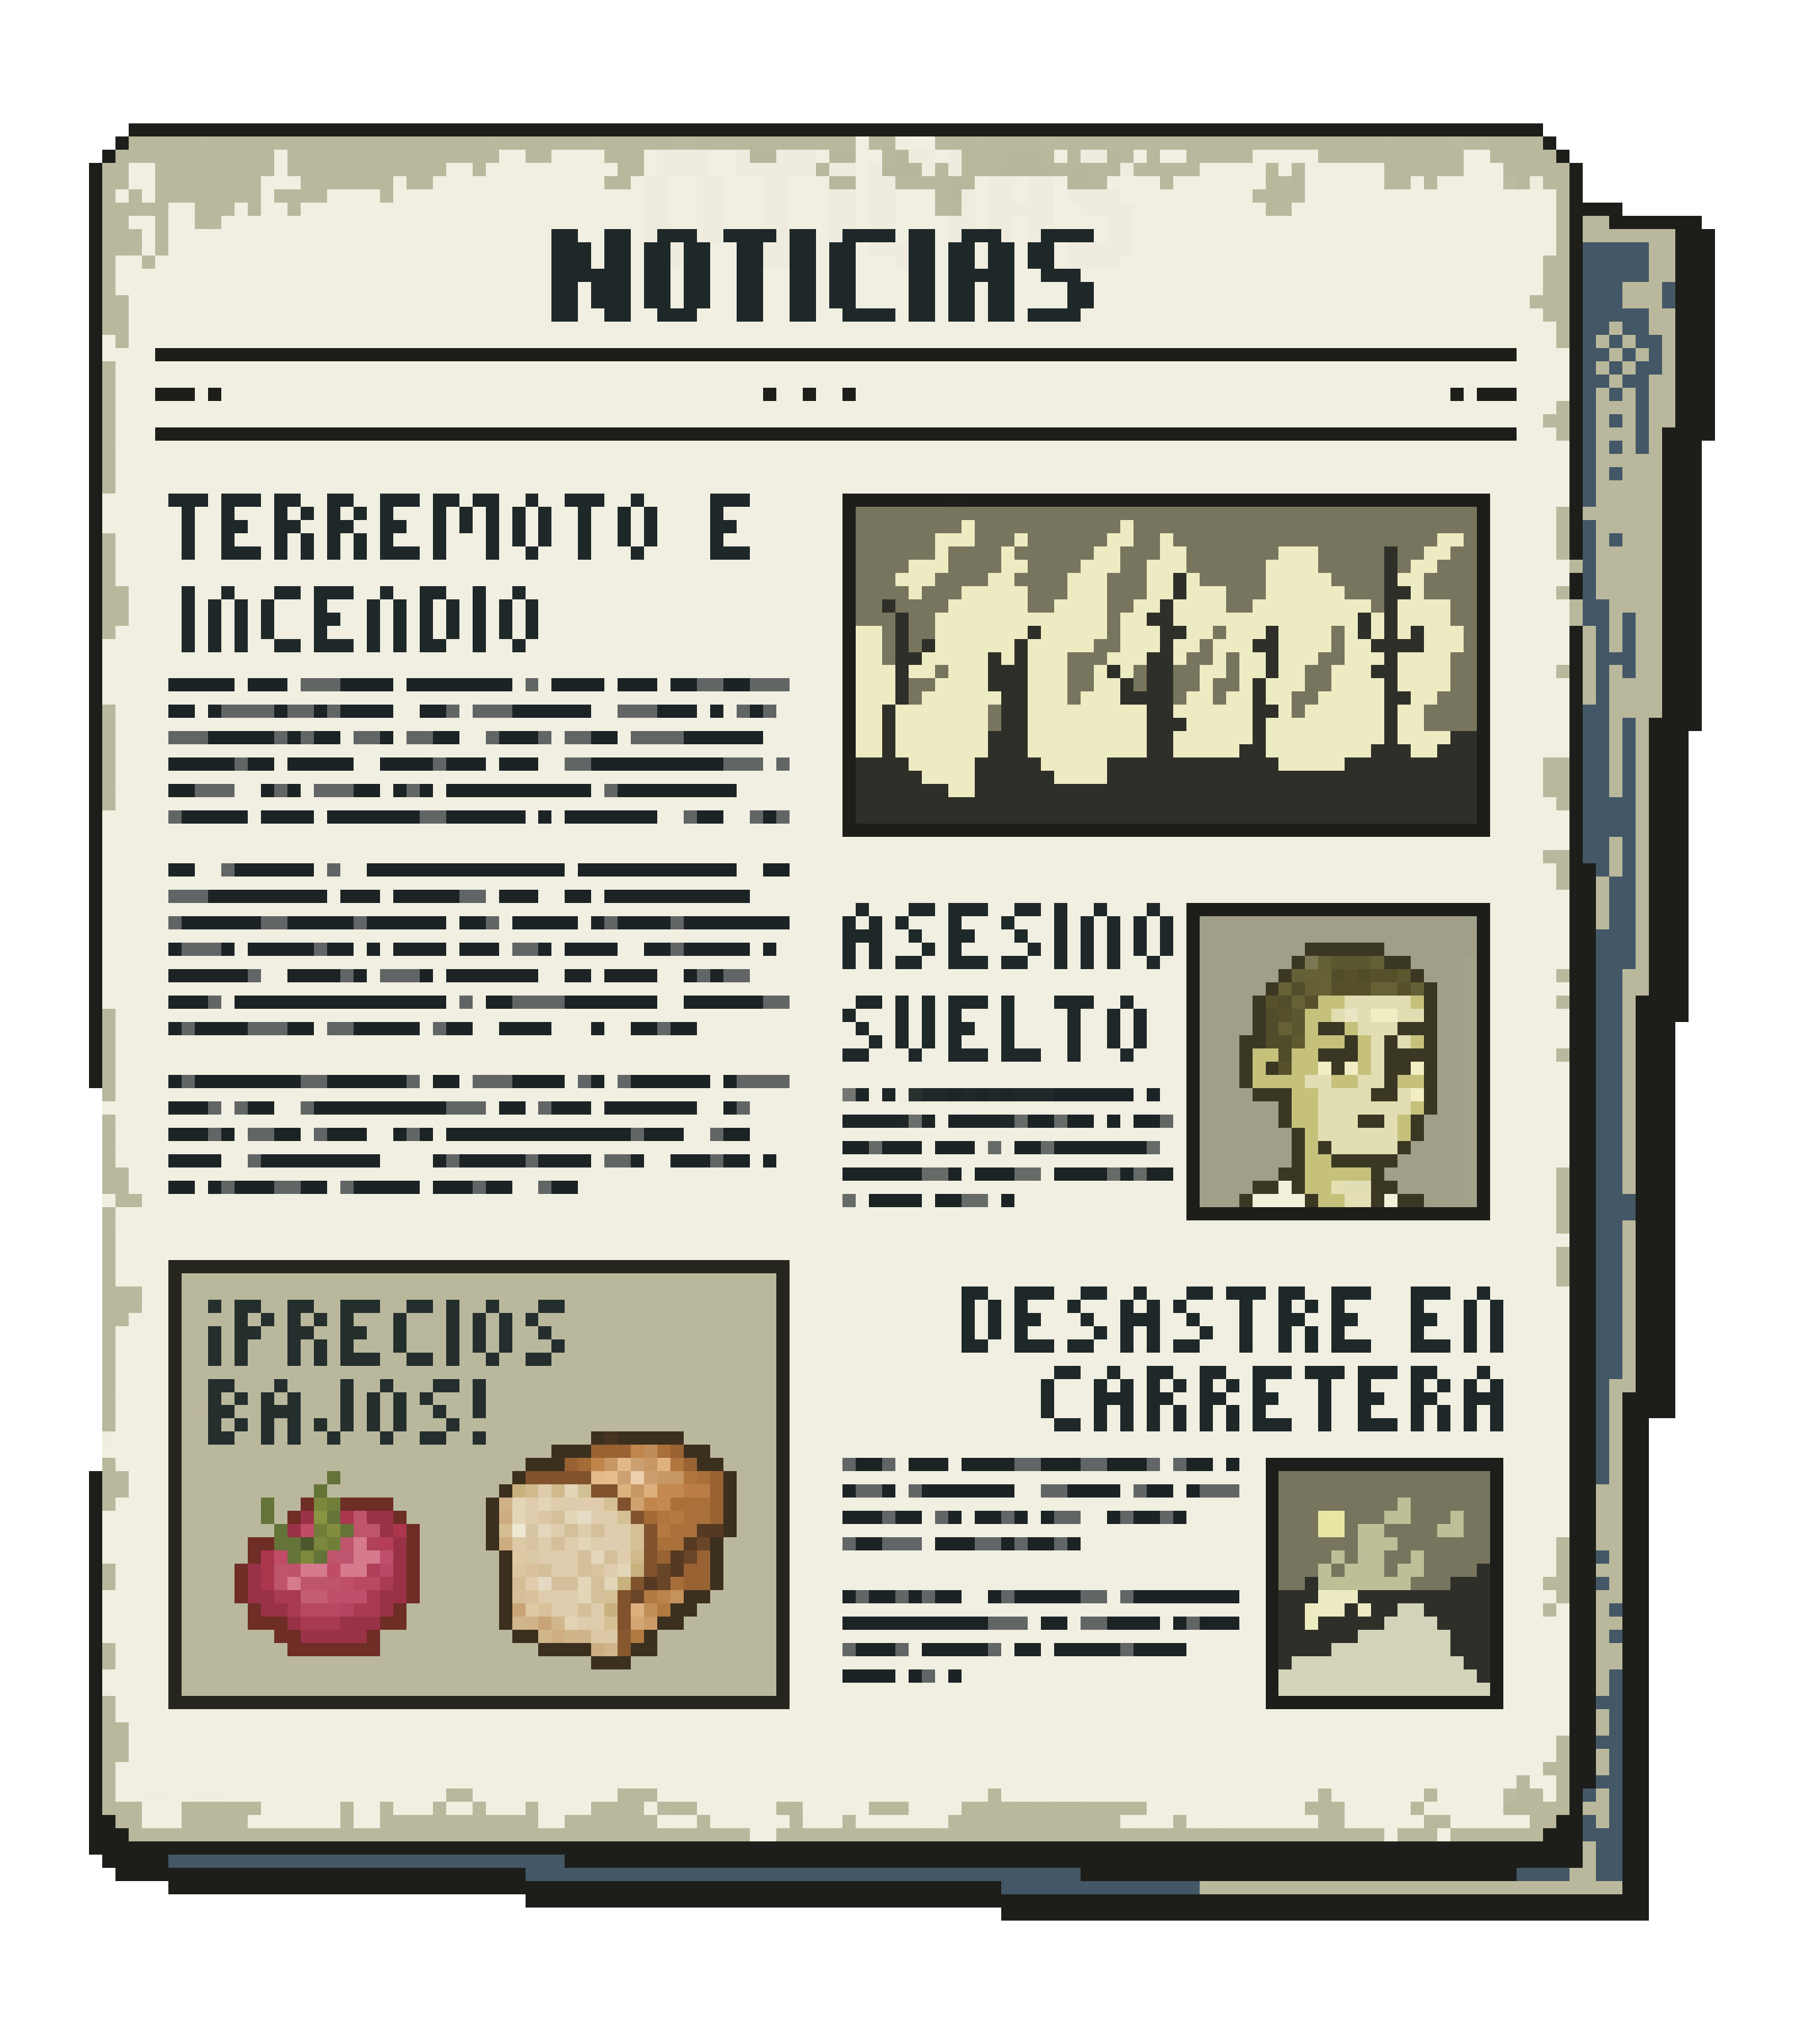 NOTICIAS
TERREMOTO E
INCENDIO
ASESINO
SUELTO
¡PRECIOS
BAJOS!
DESASTRE EN
CARRETERA